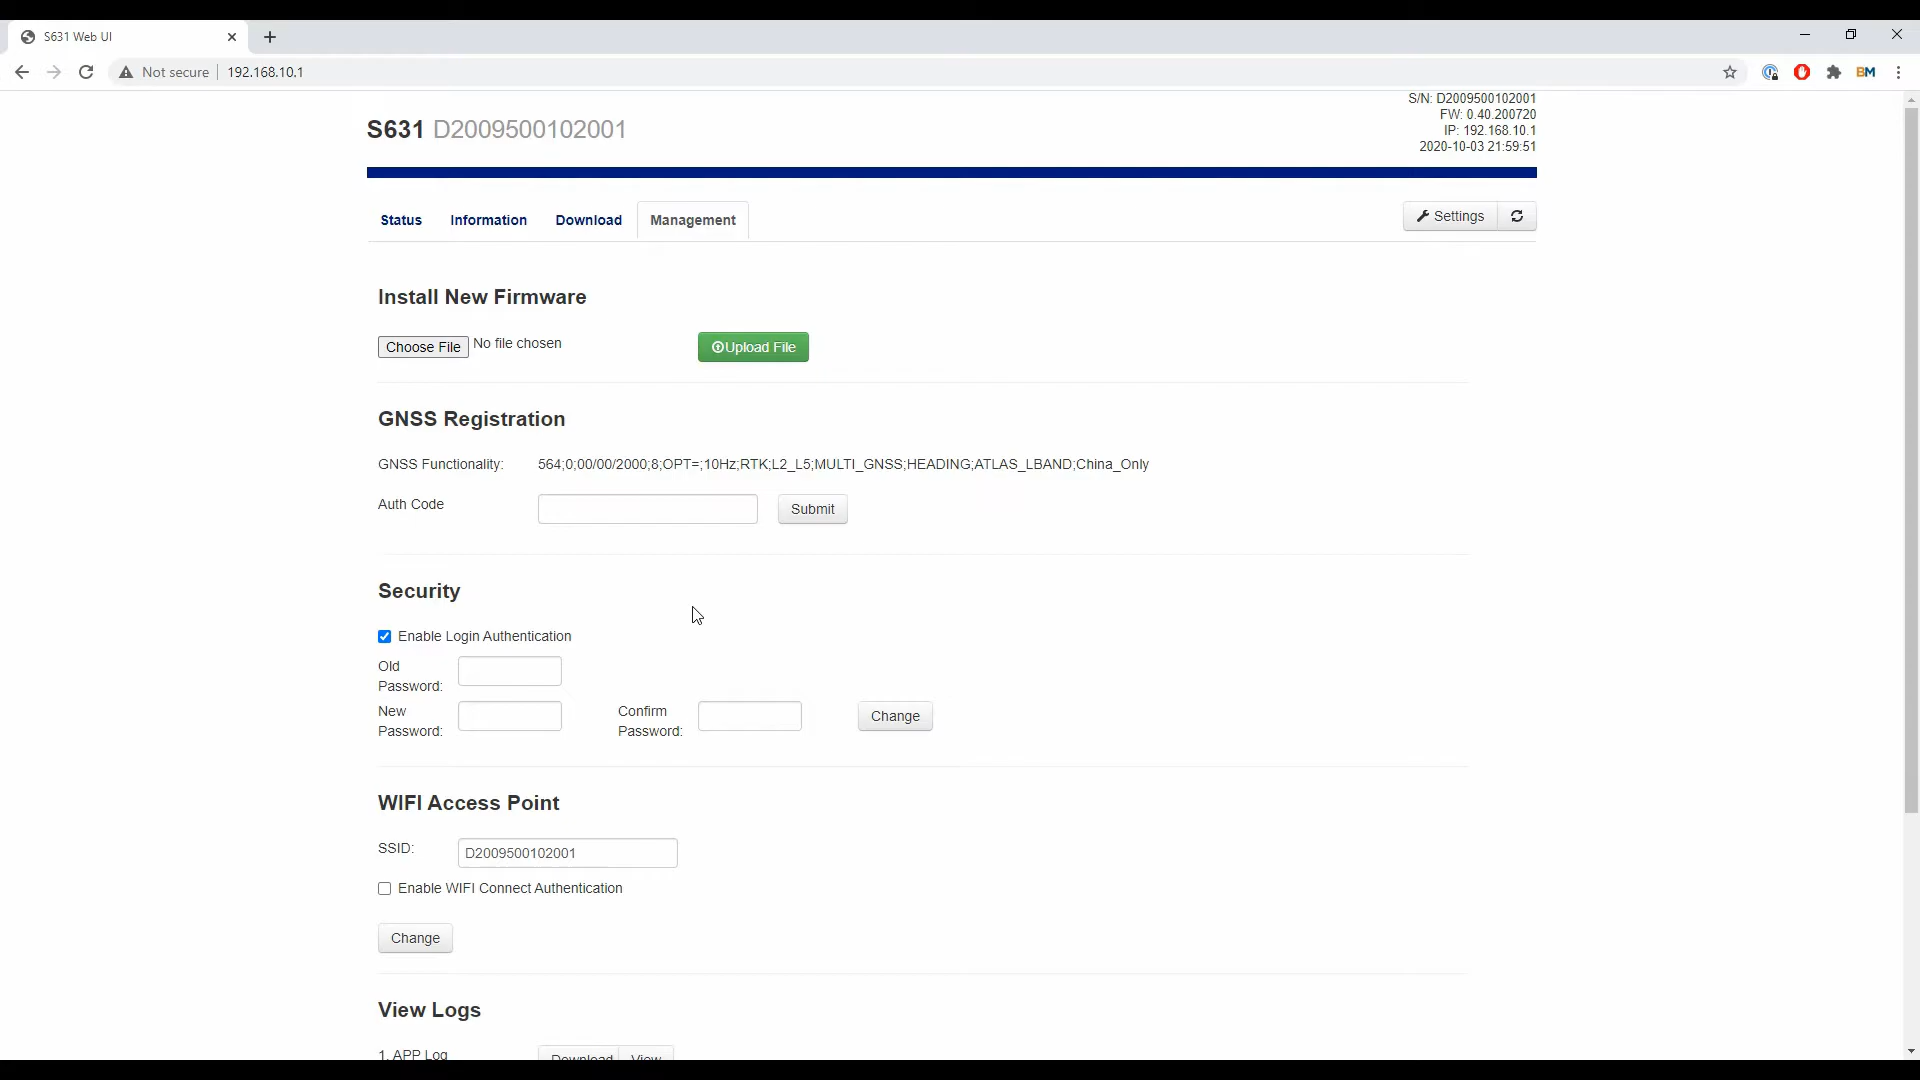 S631 Web UI
Not secure
192.168.10.1
BM
S631 D2009500102001
S/N: D2009500102001
FW: 0.40.200720
IP: 192.168.10.1
2020-10-03 21:59:51
Status
Information
Download
Management
Settings
Install New Firmware
Choose File
No file chosen
Upload File
GNSS Registration
GNSS Functionality:
564;0;00/00/2000;8;OPT=;10Hz;RTK;L2_L5;MULTI_GNSS;HEADING;ATLAS_LBAND;China_Only
Auth Code
Submit
Security
Enable Login Authentication
Old
Password:
New
Password:
Confirm
Password:
Change
WIFI Access Point
SSID:
D2009500102001
Enable WIFI Connect Authentication
Change
View Logs
1. APP Log
Download
View